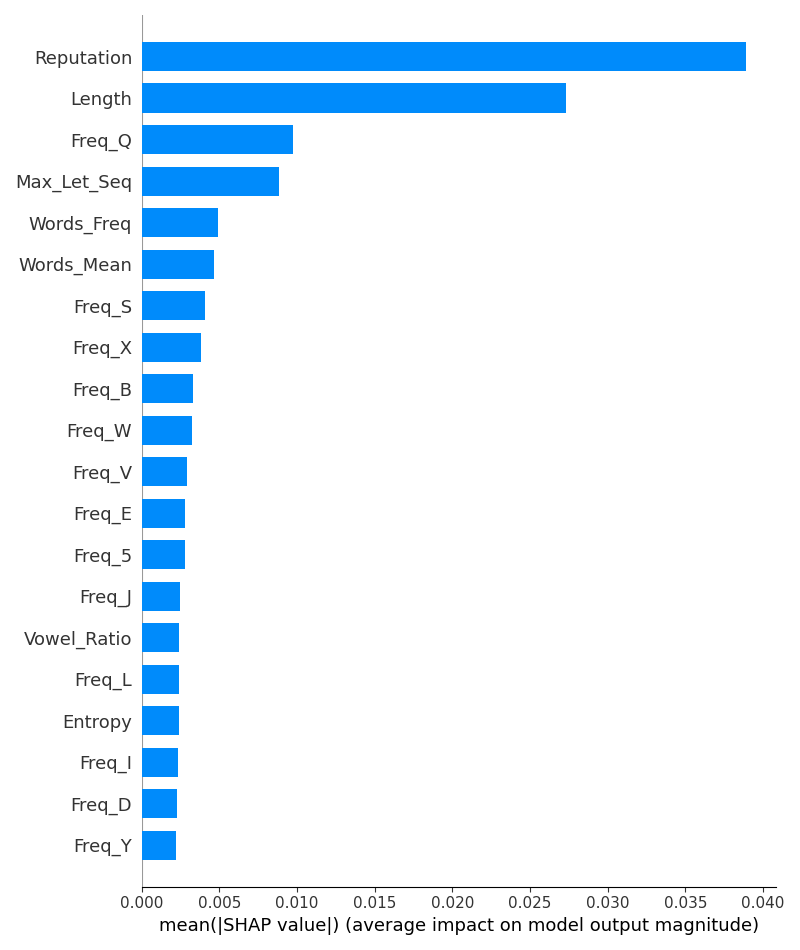 Reputation
Length
Freq_Q
Max_Let_Seq
Words_Freq
Words_Mean
Freq_S
Freq_X
Freq_B
Freq_W
Freq_V
Freq_E
Freq_5
Freq_J
Vowel_Ratio
Freq_L
Entropy
Freq_I
Freq_D
Freq_Y
0.000 0.005 0.010 0.015 0.020 0.025 0.030 0.035 0.040
mean(|SHAP value|) (average impact on model output magnitude)